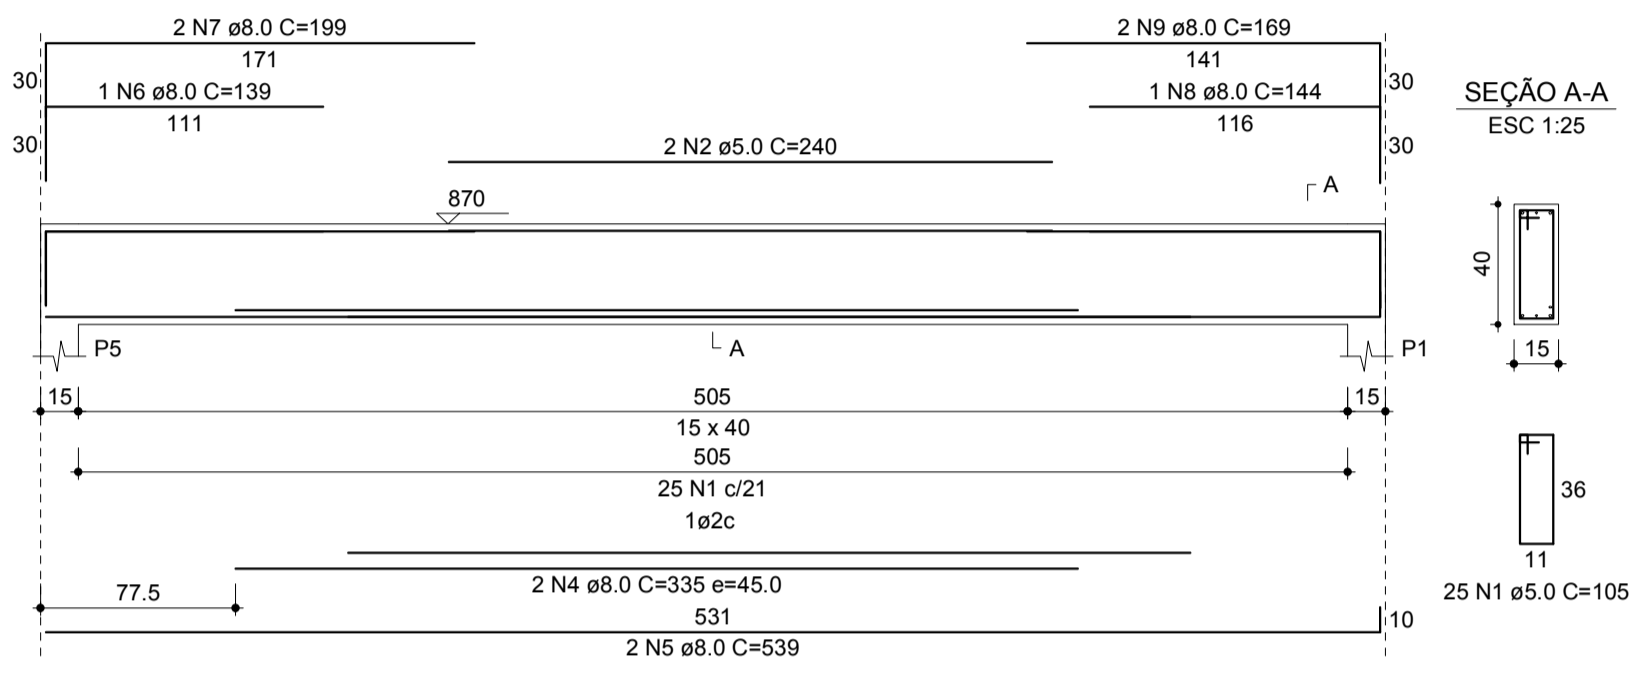 2 N7 ø8.0 C=199
2 N9 ø8.0 C=169
171
141
30
30
1 N6 ø8.0 C=139
1 N8 ø8.0 C=144
111
116
30
30
2 N2 ø5.0 C=240
SEÇÃO A-A
ESC 1:25
A
870
40
15
P5
A
P1
15
505
15
15 x 40
505
25 N1 c/21
1ø2c
36
11
25 N1 ø5.0 C=105
2 N4 ø8.0 C=335 e=45.0
77.5
531
10
2 N5 ø8.0 C=539